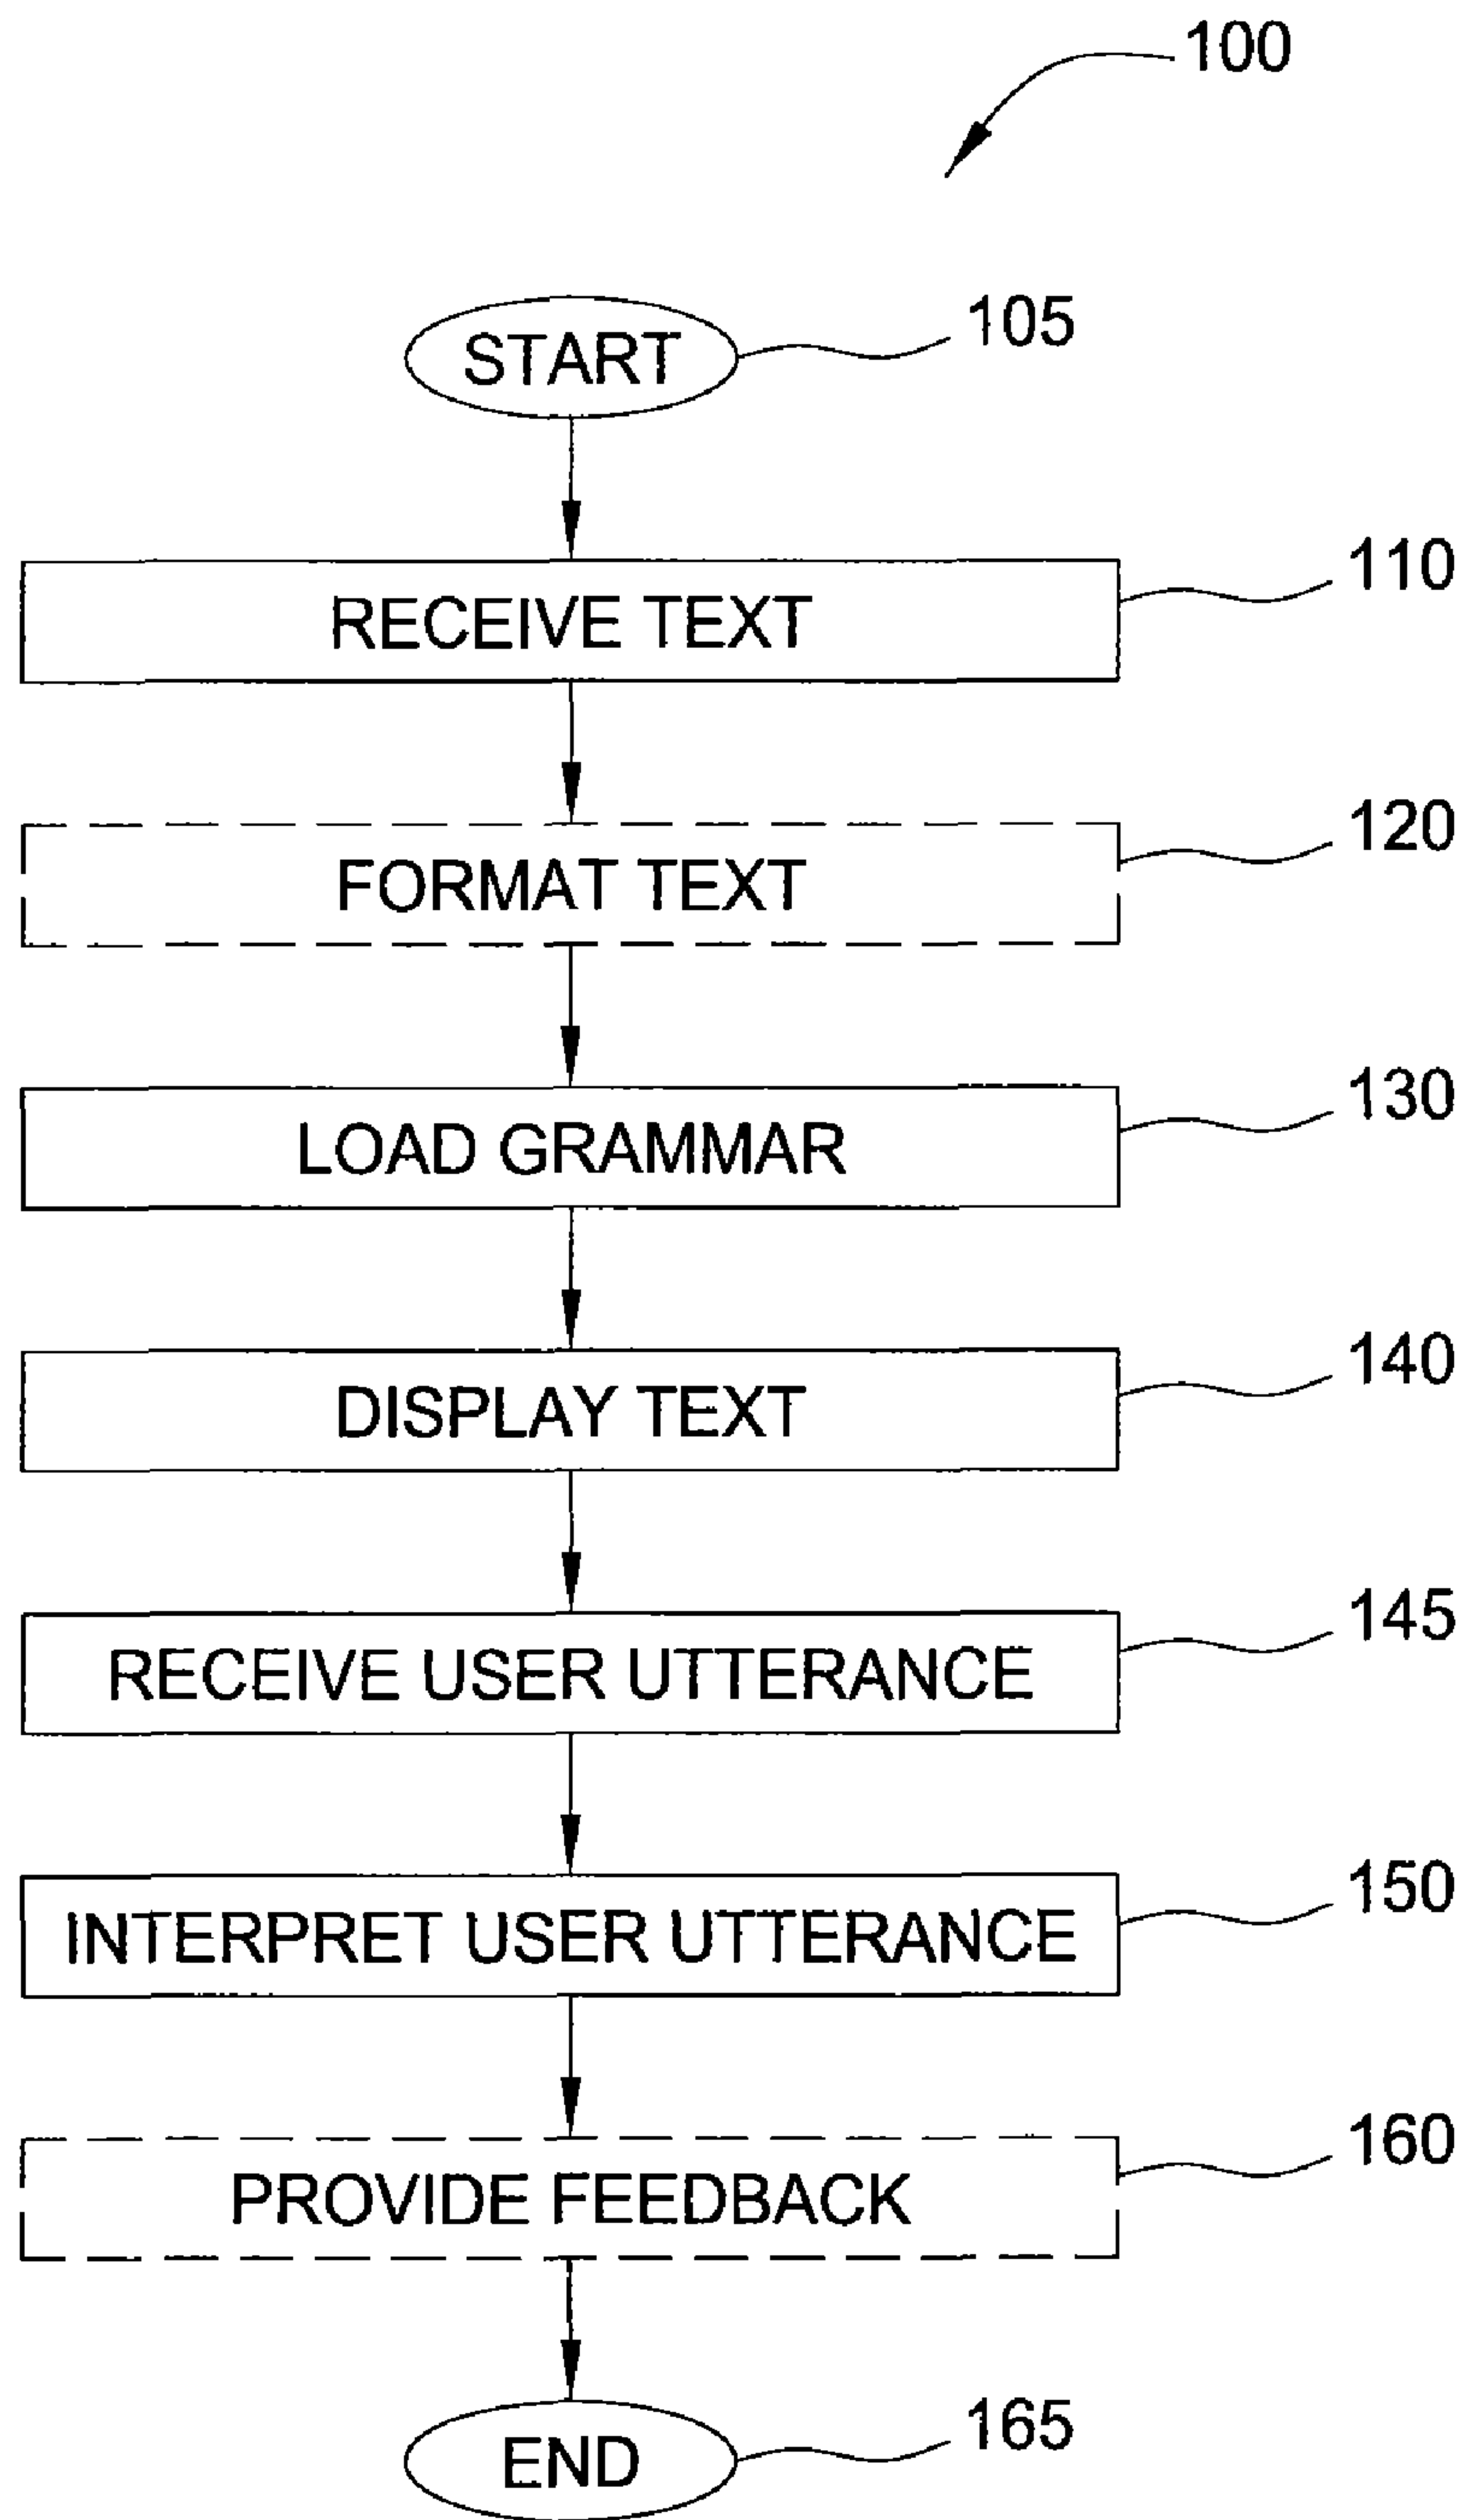 100
START 105
RECEIVE TEXT 110
FORMAT TEXT 120
LOAD GRAMMAR 130
DISPLAY TEXT 140
RECEIVE USER UTTERANCE 145
INTERPRET USER UTTERANCE 150
PROVIDE FEEDBACK 160
END 165